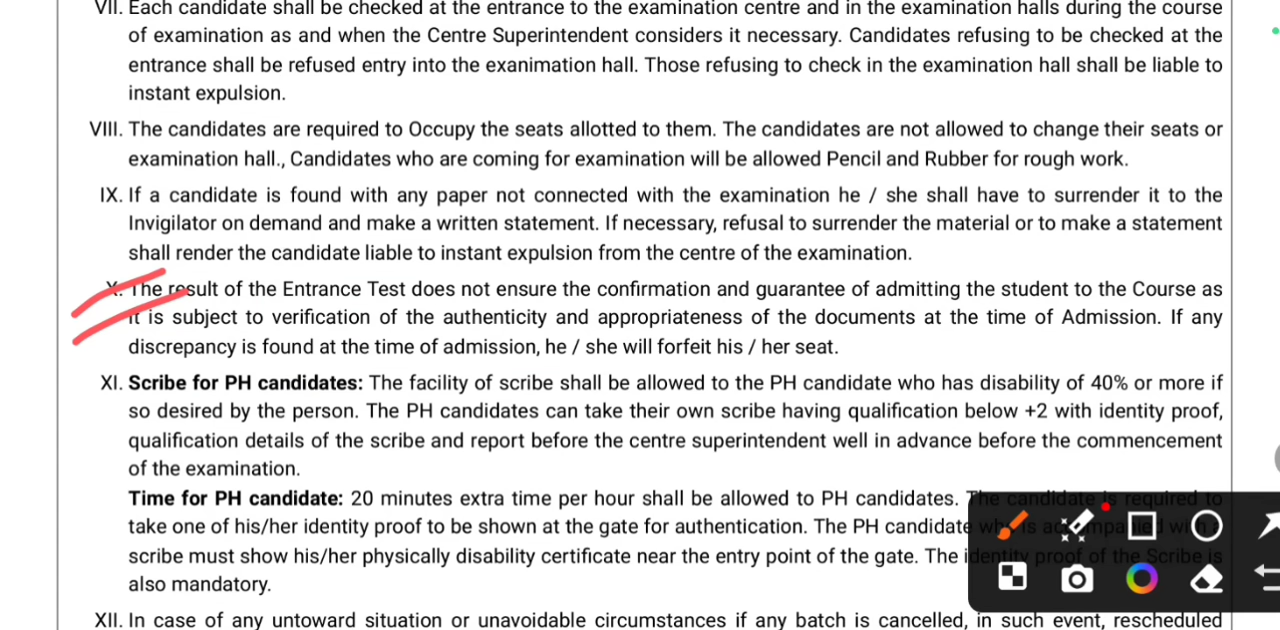 VII. Each candidate shall be checked at the entrance to the examination centre and in the examination halls during the course
of examination as and when the Centre Superintendent considers it necessary. Candidates refusing to be checked at the
entrance shall be refused entry into the exanimation hall. Those refusing to check in the examination hall shall be liable to
instant expulsion.
VIII. The candidates are required to Occupy the seats allotted to them. The candidates are not allowed to change their seats or
examination hall., Candidates who are coming for examination will be allowed Pencil and Rubber for rough work.
IX. If a candidate is found with any paper not connected with the examination he / she shall have to surrender it to the
Invigilator on demand and make a written statement. If necessary, refusal to surrender the material or to make a statement
shall render the candidate liable to instant expulsion from the centre of the examination.
X. The result of the Entrance Test does not ensure the confirmation and guarantee of admitting the student to the Course as
it is subject to verification of the authenticity and appropriateness of the documents at the time of Admission. If any
discrepancy is found at the time of admission, he / she will forfeit his / her seat.
XI. Scribe for PH candidates: The facility of scribe shall be allowed to the PH candidate who has disability of 40% or more if
so desired by the person. The PH candidates can take their own scribe having qualification below +2 with identity proof,
qualification details of the scribe and report before the centre superintendent well in advance before the commencement
of the examination.
Time for PH candidate: 20 minutes extra time per hour shall be allowed to PH candidates. The candidate is required to
take one of his/her identity proof to be shown at the gate for authentication. The PH candidate who is accompanied with a
scribe must show his/her physically disability certificate near the entry point of the gate. The identity proof of the Scribe is
also mandatory.
XII. In case of any untoward situation or unavoidable circumstances if any batch is cancelled, in such event, rescheduled